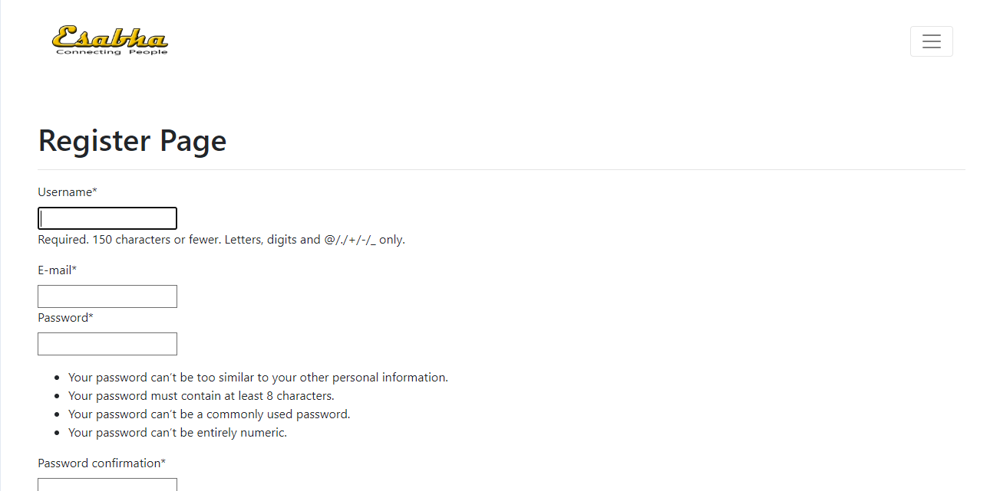 Esabha
Connecting People
Register Page
Username*
Required. 150 characters or fewer. Letters, digits and @/./+/-/_ only.
E-mail*
Password*
Your password can't be too similar to your other personal information.
Your password must contain at least 8 characters.
Your password can't be a commonly used password.
Your password can't be entirely numeric.
Password confirmation*